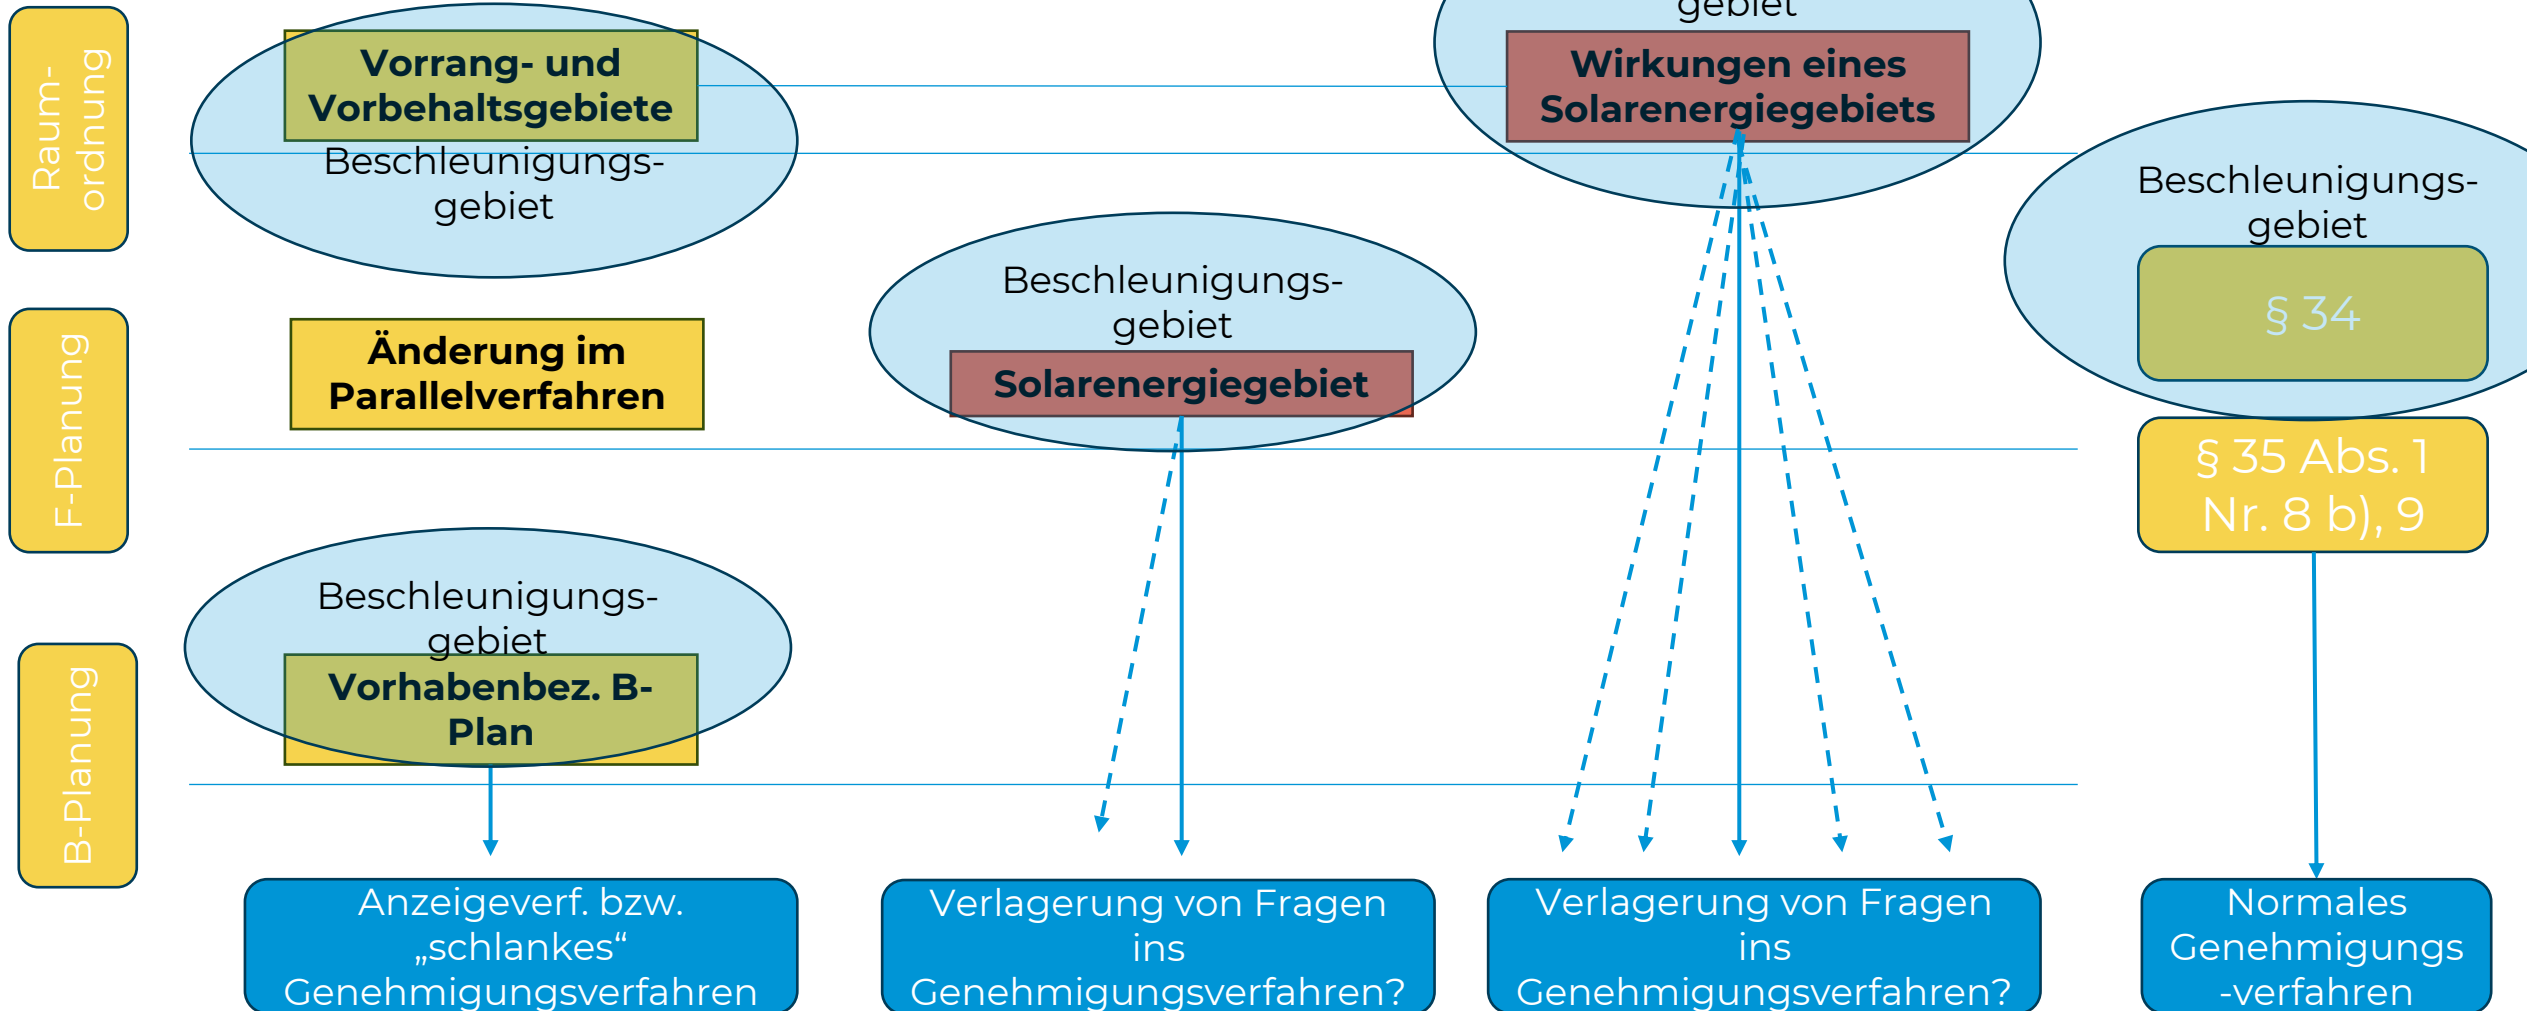 Raum-
ordnung
Vorrang- und
Vorbehaltsgebiete
Beschleunigungs-
gebiet
gebiet
Wirkungen eines
Solarenergiegebiets
Beschleunigungs-
gebiet
§ 34
F-Planung
Änderung im
Parallelverfahren
Beschleunigungs-
gebiet
Solarenergiegebiet
§ 35 Abs. 1
Nr. 8 b), 9
B-Planung
Beschleunigungs-
gebiet
Vorhabenbez. B-
Plan
Anzeigeverf. bzw.
„schlankes“
Genehmigungsverfahren
Verlagerung von Fragen
ins
Genehmigungsverfahren?
Verlagerung von Fragen
ins
Genehmigungsverfahren?
Normales
Genehmigungs
-verfahren